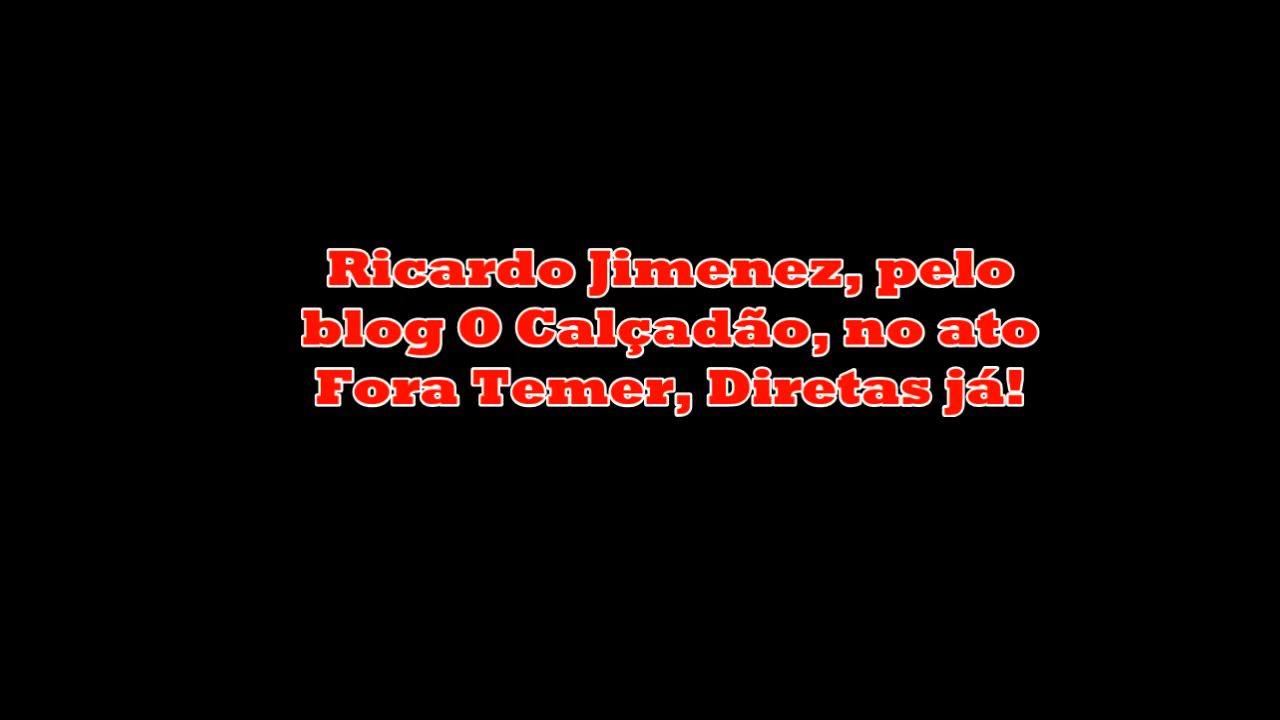 Ricardo Jimenez, pelo
blog O Calçadão, no ato
Fora Temer, Diretas já!